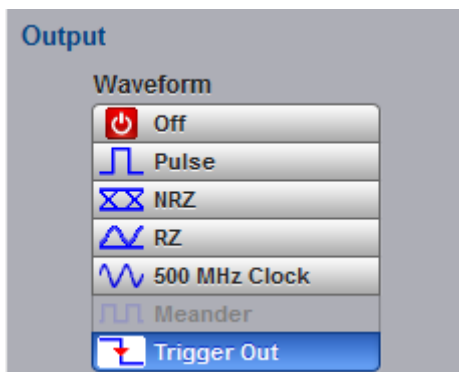 Output
Waveform
Off
Pulse
NRZ
RZ
500 MHz Clock
Meander
Trigger Out